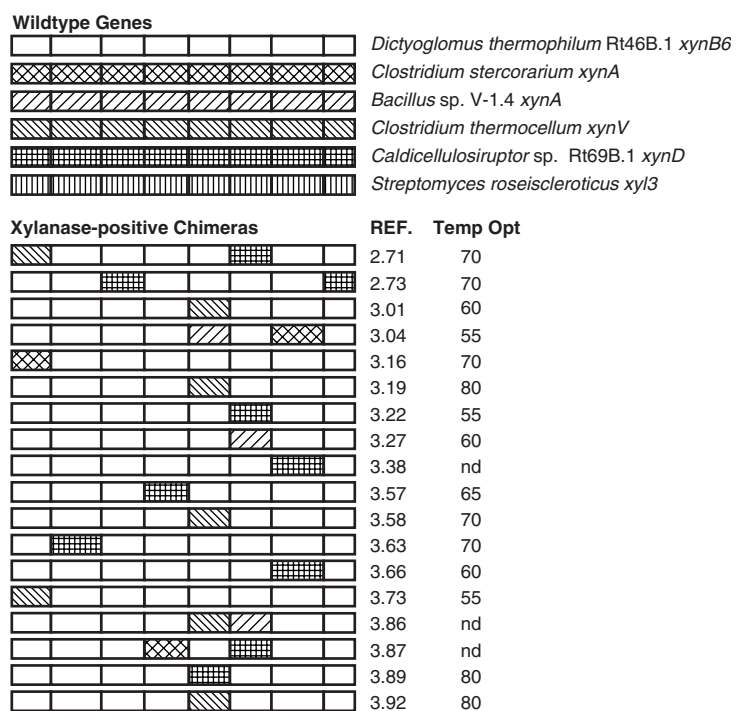 Wildtype Genes
Dictyoglomus thermophilum Rt46B.1 xynB6
Clostridium stercorarium xynA
Bacillus sp. V-1.4 xynA
Clostridium thermocellum xynV
Caldicellulosiruptor sp. Rt69B.1 xynD
Streptomyces roseiscleroticus xyl3
Xylanase-positive Chimeras REF. Temp Opt
2.71 70
2.73 70
3.01 60
3.04 55
3.16 70
3.19 80
3.22 55
3.27 60
3.38 nd
3.57 65
3.58 70
3.63 70
3.66 60
3.73 55
3.86 nd
3.87 nd
3.89 80
3.92 80